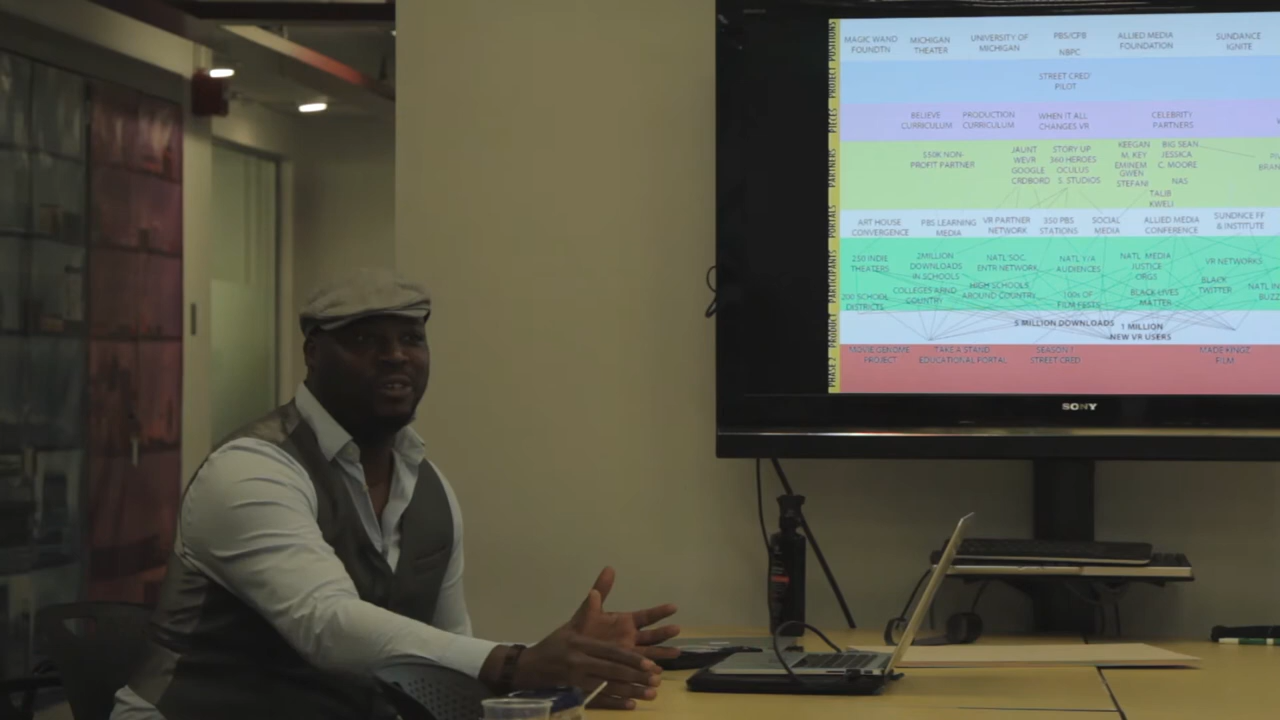 MAGIC WAND
FOUNDTN
MICHIGAN
THEATER
UNIVERSITY OF
MICHIGAN
PBS/CPB
NBPC
ALLIED MEDIA
FOUNDATION
SUNDANCE
IGNITE
POSITIONS
PROJECT
STREET CRED
PILOT
PIECES
BELIEVE
CURRICULUM
PRODUCTION
CURRICULUM
WHEN IT ALL
CHANGES VR
CELEBRITY
PARTNERS
PARTNERS
$50K NON-
PROFIT PARTNER
JAUNT
WEVR
GOOGLE
CRDBORD
STORY UP
360 HEROES
OCULUS
S. STUDIOS
KEEGAN
M. KEY
EMINEM
GWEN
STEFANI
BIG SEAN
JESSICA
C. MOORE
NAS
TALIB
KWELI
BRAN
PORTALS
ART HOUSE
CONVERGENCE
PBS LEARNING
MEDIA
VR PARTNER
NETWORK
350 PBS
STATIONS
SOCIAL
MEDIA
ALLIED MEDIA
CONFERENCE
SUNDNCE FF
& INSTITUTE
PARTICIPANTS
250 INDIE
THEATERS
2MILLION
DOWNLOADS
IN SCHOOLS
NATL SOC.
ENTR NETWORK
NATL Y/A
AUDIENCES
NATL MEDIA
JUSTICE
ORGS
VR NETWORKS
200 SCHOOL
DISTRICTS
COLLEGES ARND
COUNTRY
HIGH SCHOOLS
AROUND COUNTRY
100s OF
FILM FESTS
BLACK LIVES
MATTER
BLACK
TWITTER
NATL IN
BUZZ
PRODUCT
5 MILLION DOWNLOADS
1 MILLION
NEW VR USERS
PHASE 2
MOVIE GENOME
PROJECT
TAKE A STAND
EDUCATIONAL PORTAL
SEASON 1
STREET CRED
MADE KINGZ
FILM
SONY